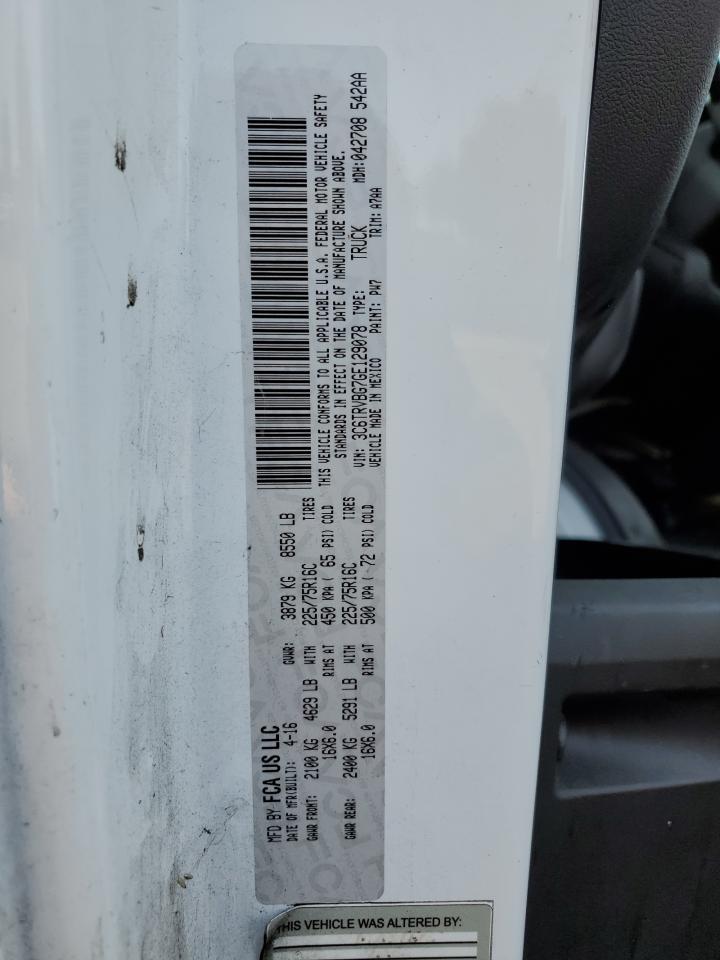 MFD BY FCA US LLC
DATE OF MFR(BUILT): 4-16 GVWR: 3879 KG 8550 LB
GAWR FRONT: 2100 KG 4629 LB WITH 225/75R16C TIRES
16X6.0 RIMS AT 450 KPA ( 65 PSI) COLD
GAWR REAR: 2400 KG 5291 LB WITH 225/75R16C TIRES
16X6.0 RIMS AT 500 KPA ( 72 PSI) COLD
THIS VEHICLE CONFORMS TO ALL APPLICABLE U.S.A. FEDERAL MOTOR VEHICLE SAFETY
STANDARDS IN EFFECT ON THE DATE OF MANUFACTURE SHOWN ABOVE.
VIN: 3C6TRVBG7GE129078 TYPE: TRUCK MDH:042708 542AA
VEHICLE MADE IN MEXICO PAINT: PW7 TRIM: A7AA
THIS VEHICLE WAS ALTERED BY: